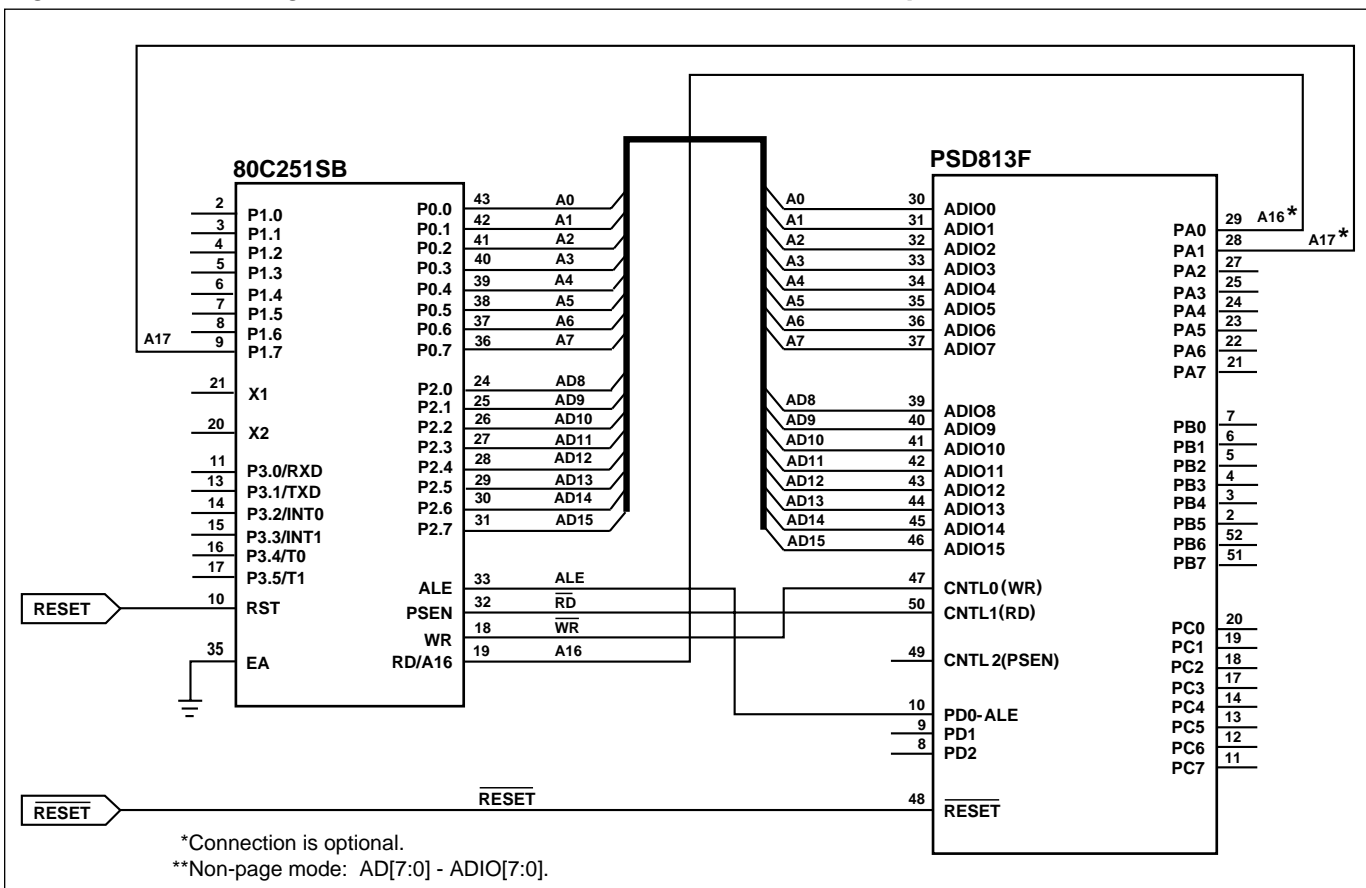 80C251SB
2 P1.0
3 P1.1
4 P1.2
5 P1.3
6 P1.4
7 P1.5
8 P1.6
A17 9 P1.7
21 X1
20 X2
11 P3.0/RXD
13 P3.1/TXD
14 P3.2/INT0
15 P3.3/INT1
16 P3.4/T0
17 P3.5/T1
RESET 10 RST
35 EA
P0.0 43 A0
P0.1 42 A1
P0.2 41 A2
P0.3 40 A3
P0.4 39 A4
P0.5 38 A5
P0.6 37 A6
P0.7 36 A7
P2.0 24 AD8
P2.1 25 AD9
P2.2 26 AD10
P2.3 27 AD11
P2.4 28 AD12
P2.5 29 AD13
P2.6 30 AD14
P2.7 31 AD15
ALE 33 ALE
PSEN 32 RD
WR 18 WR
RD/A16 19 A16
PSD813F
A0 30 ADIO0
A1 31 ADIO1
A2 32 ADIO2
A3 33 ADIO3
A4 34 ADIO4
A5 35 ADIO5
A6 36 ADIO6
A7 37 ADIO7
AD8 39 ADIO8
AD9 40 ADIO9
AD10 41 ADIO10
AD11 42 ADIO11
AD12 43 ADIO12
AD13 44 ADIO13
AD14 45 ADIO14
AD15 46 ADIO15
47 CNTL0(WR)
50 CNTL1(RD)
49 CNTL2(PSEN)
10 PD0-ALE
9 PD1
8 PD2
RESET RESET 48 RESET
PA0 29 A16*
PA1 28 A17*
PA2 27
PA3 25
PA4 24
PA5 23
PA6 22
PA7 21
PB0 7
PB1 6
PB2 5
PB3 4
PB4 3
PB5 2
PB6 52
PB7 51
PC0 20
PC1 19
PC2 18
PC3 17
PC4 14
PC5 13
PC6 12
PC7 11
*Connection is optional.
**Non-page mode: AD[7:0] - ADIO[7:0].